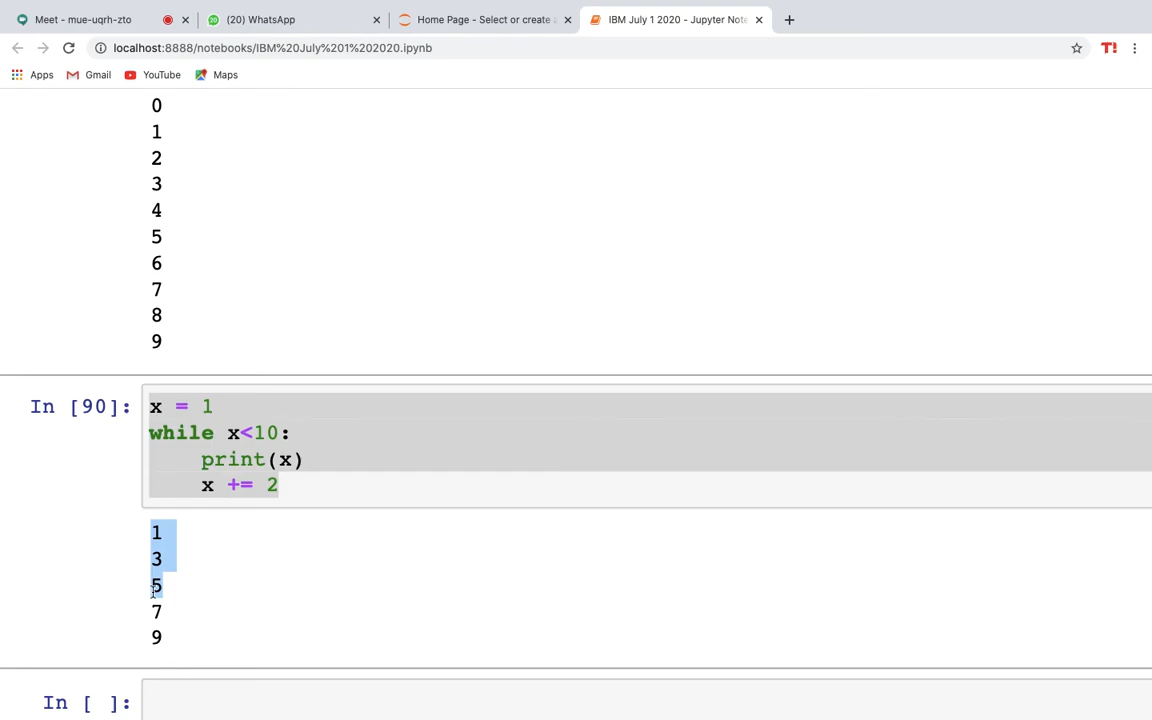 Meet - mue-uqrh-zto
(20) WhatsApp
Home Page - Select or create a
IBM July 1 2020 - Jupyter Note
localhost:8888/notebooks/IBM%20July%201%202020.ipynb
T!
Apps
Gmail
YouTube
Maps
0
1
2
3
4
5
6
7
8
9
In [90]:
x = 1
while x<10:
    print(x)
    x += 2
1
3
5
7
9
In [ ]: